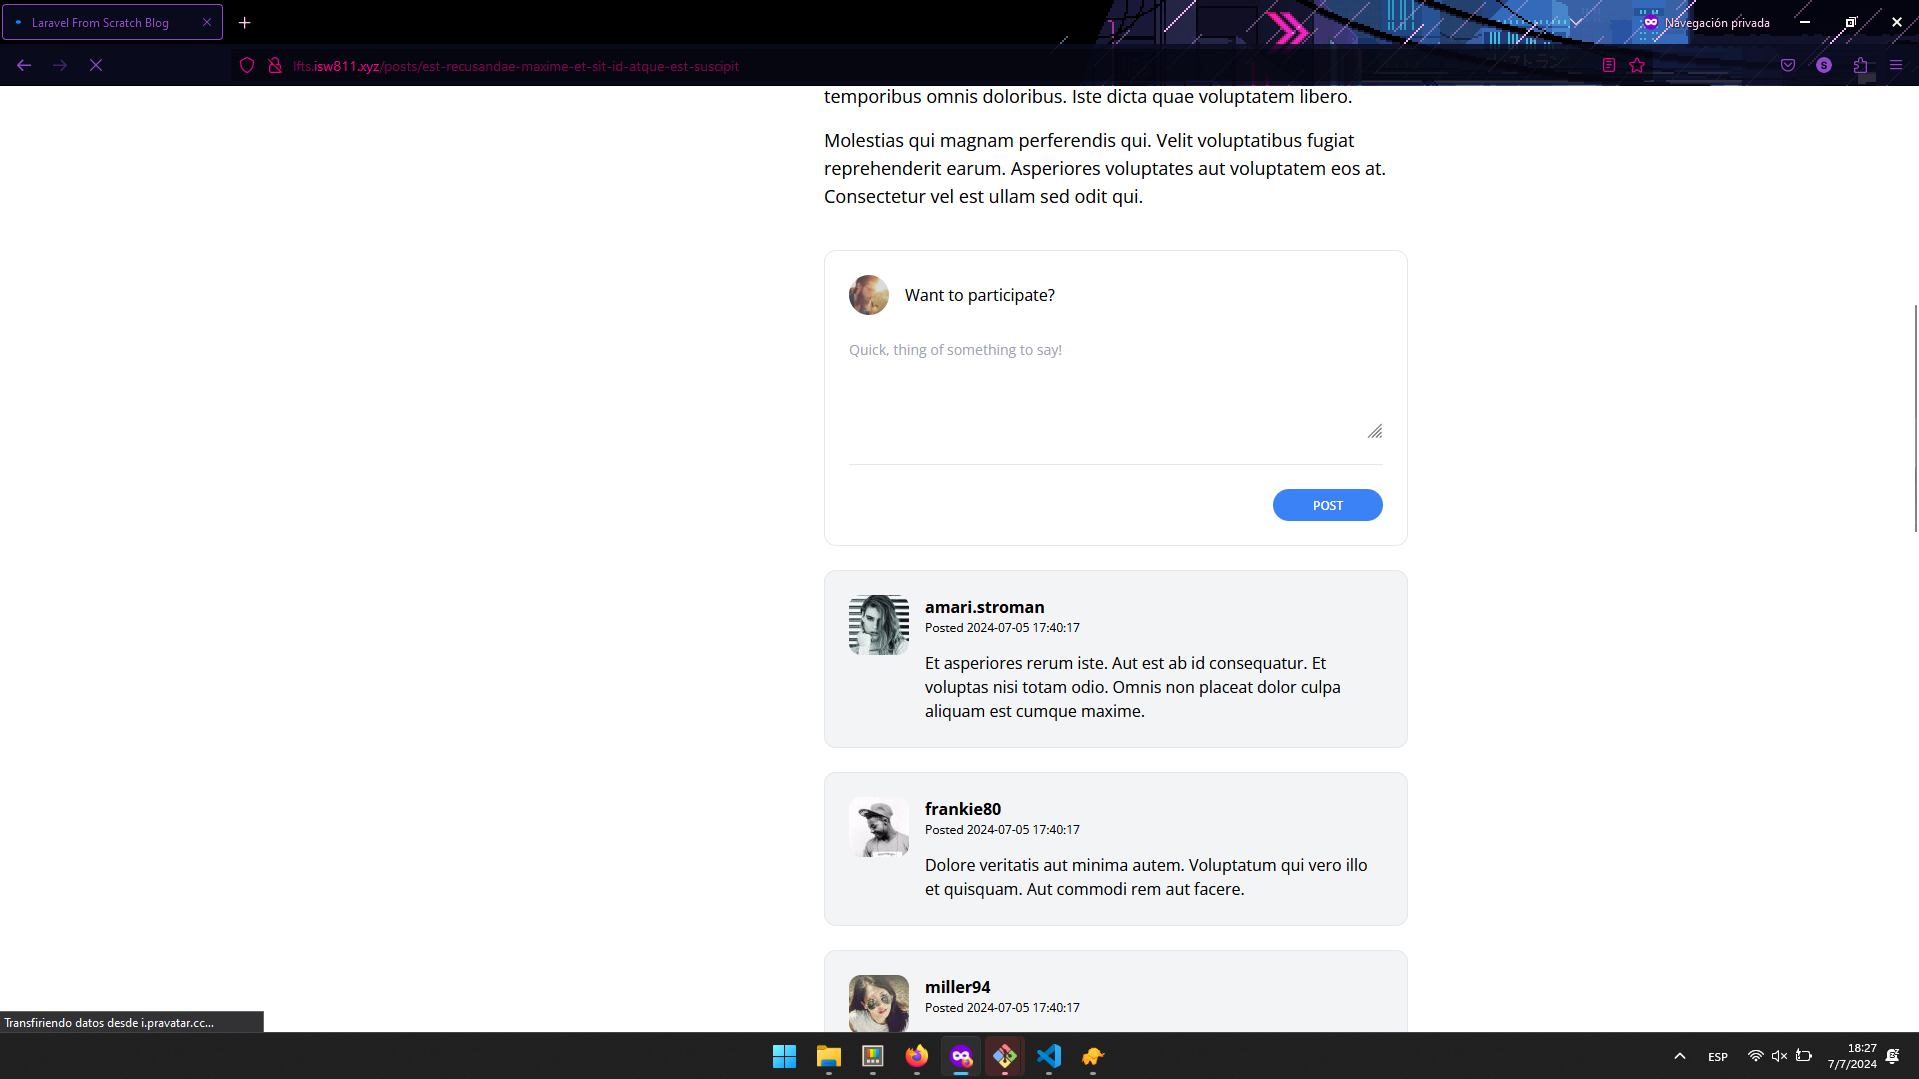 Laravel From Scratch Blog
Navegación privada
lfts.isw811.xyz/posts/est-recusandae-maxime-et-sit-id-atque-est-suscipit
S
temporibus omnis doloribus. Iste dicta quae voluptatem libero.
Molestias qui magnam perferendis qui. Velit voluptatibus fugiat
reprehenderit earum. Asperiores voluptates aut voluptatem eos at.
Consectetur vel est ullam sed odit qui.
Want to participate?
Quick, thing of something to say!
POST
amari.stroman
Posted 2024-07-05 17:40:17
Et asperiores rerum iste. Aut est ab id consequatur. Et
voluptas nisi totam odio. Omnis non placeat dolor culpa
aliquam est cumque maxime.
frankie80
Posted 2024-07-05 17:40:17
Dolore veritatis aut minima autem. Voluptatum qui vero illo
et quisquam. Aut commodi rem aut facere.
miller94
Posted 2024-07-05 17:40:17
Transfiriendo datos desde i.pravatar.cc...
ESP
18:27
7/7/2024